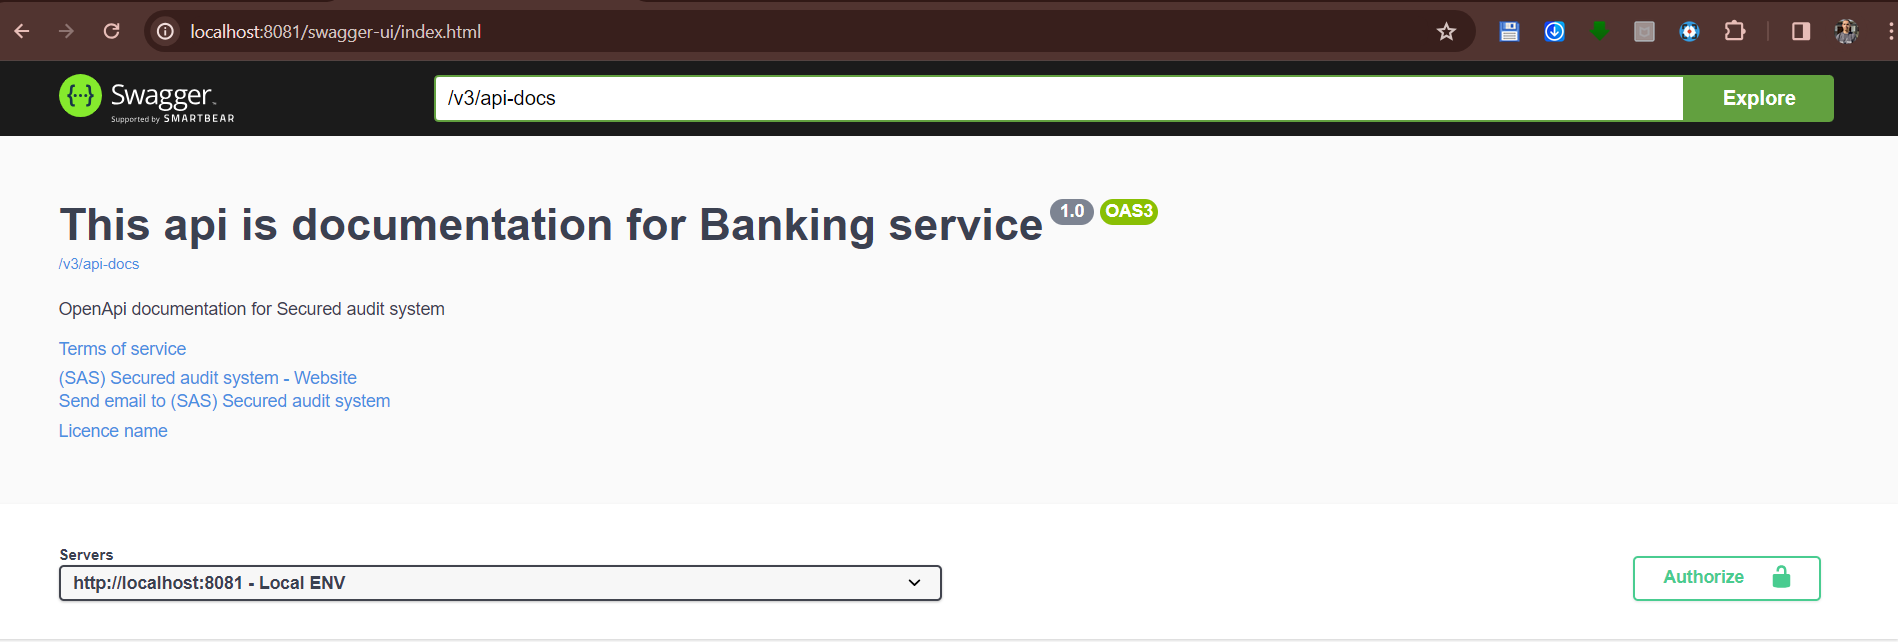 localhost:8081/swagger-ui/index.html
{···} Swagger™
Supported by SMARTBEAR
/v3/api-docs
Explore
This api is documentation for Banking service 1.0 OAS3
/v3/api-docs
OpenApi documentation for Secured audit system
Terms of service
(SAS) Secured audit system - Website
Send email to (SAS) Secured audit system
Licence name
Servers
http://localhost:8081 - Local ENV
Authorize